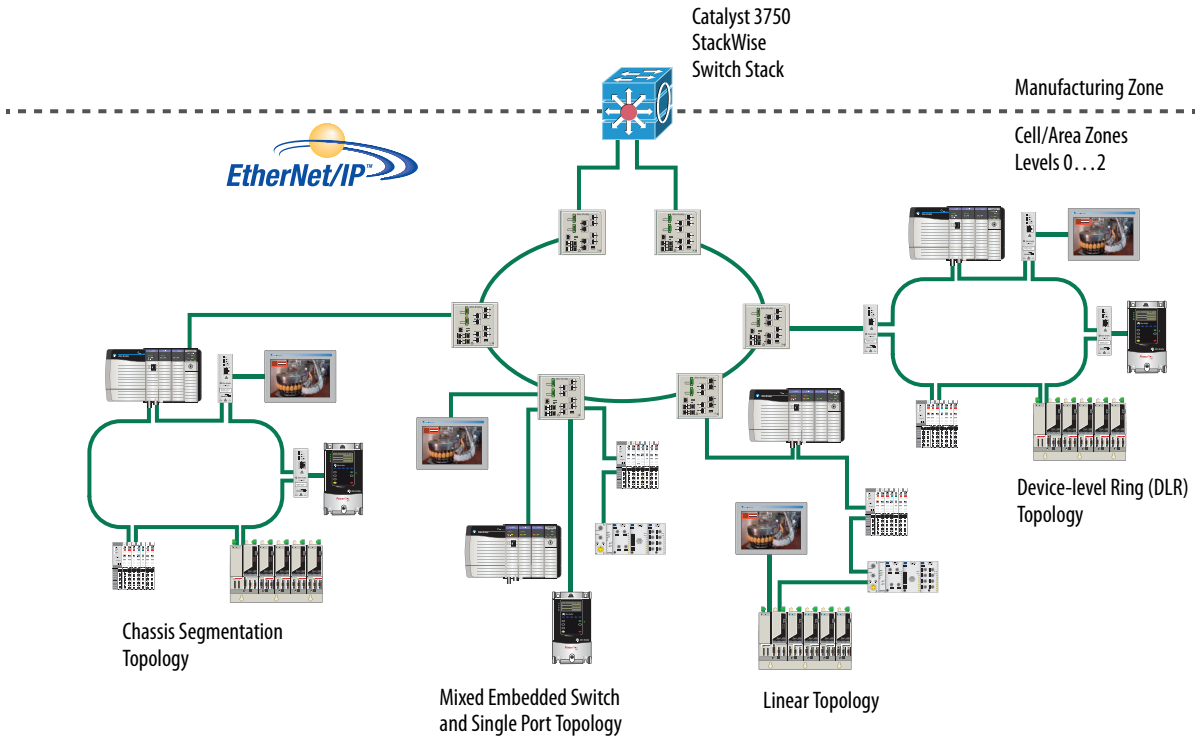 Catalyst 3750
StackWise
Switch Stack
Manufacturing Zone
Cell/Area Zones
Levels 0…2
EtherNet/IP™
Device-level Ring (DLR)
Topology
Chassis Segmentation
Topology
Mixed Embedded Switch
and Single Port Topology
Linear Topology